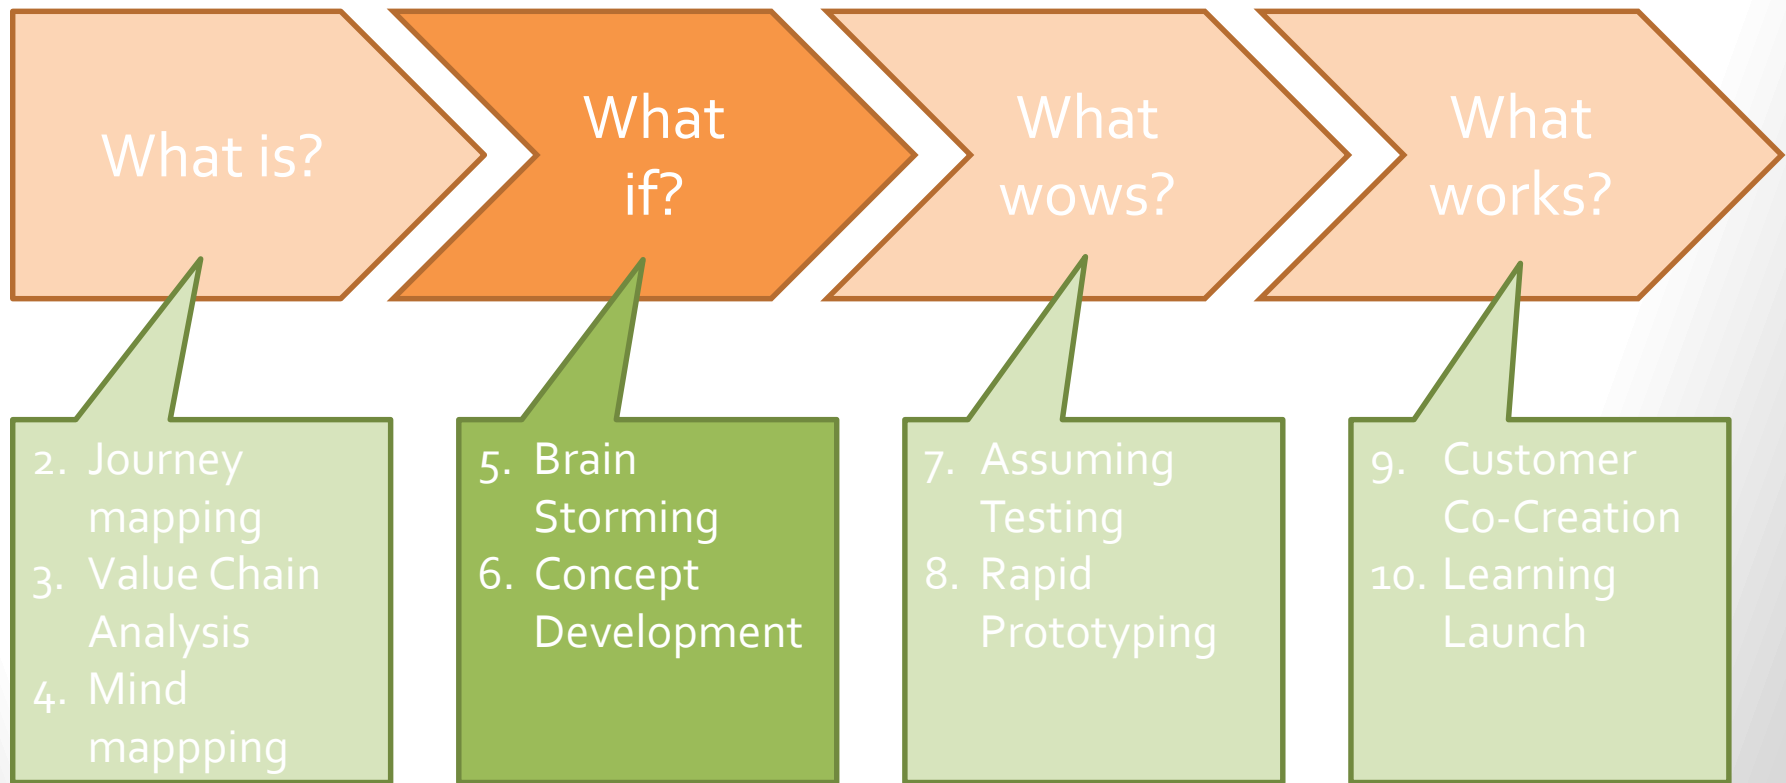 What is?
What
if?
What
wows?
What
works?
2. Journey
mapping
3. Value Chain
Analysis
4. Mind
mappping
5. Brain
Storming
6. Concept
Development
7. Assuming
Testing
8. Rapid
Prototyping
9. Customer
Co-Creation
10. Learning
Launch